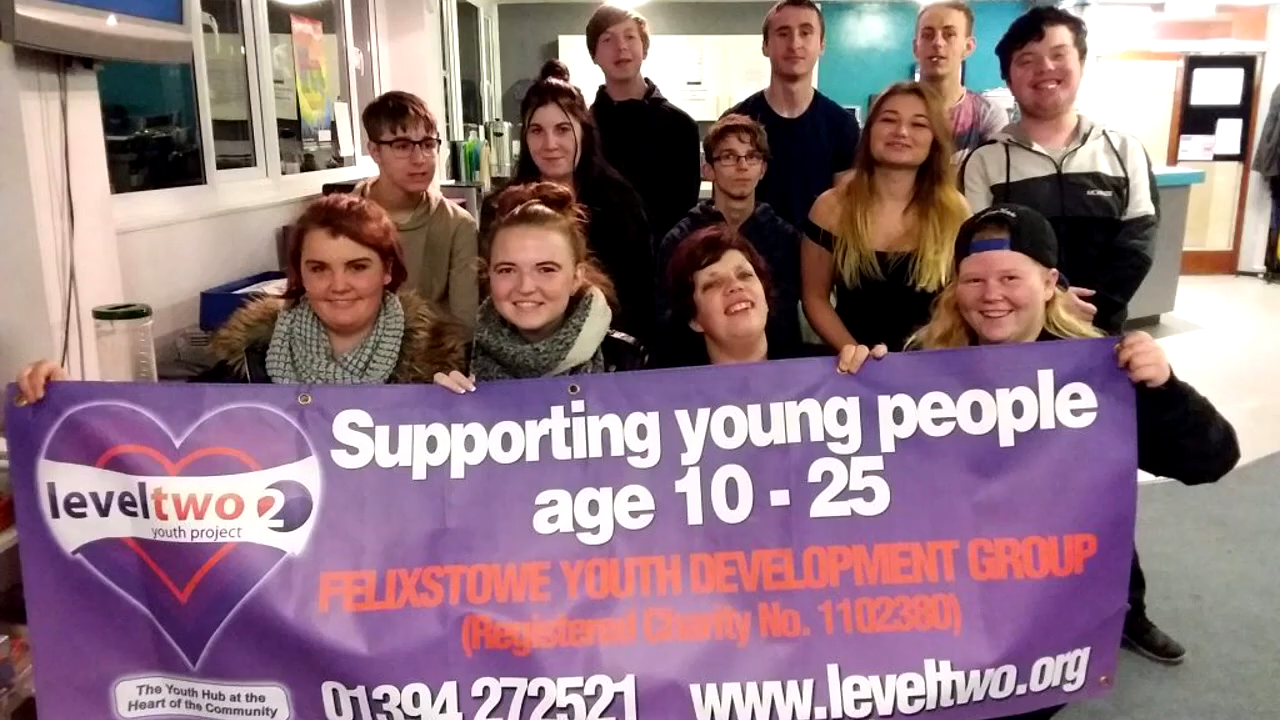 Supporting young people
age 10 - 25
leveltwo 2
youth project
FELIXSTOWE YOUTH DEVELOPMENT GROUP
(Registered Charity No. 1102380)
The Youth Hub at the
Heart of the Community
01394 272521 www.leveltwo.org